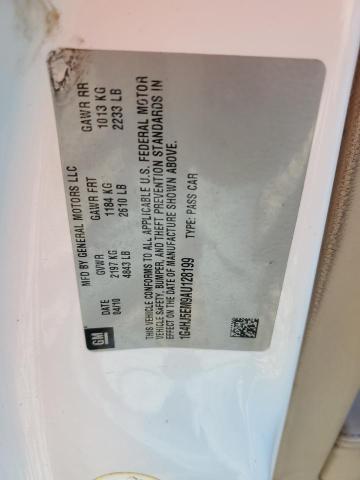 MFD BY GENERAL MOTORS LLC
DATE GVWR GAWR FRT GAWR RR
04/10 2197 KG 1184 KG 1013 KG
4843 LB 2610 LB 2233 LB
THIS VEHICLE CONFORMS TO ALL APPLICABLE U.S. FEDERAL MOTOR
VEHICLE SAFETY, BUMPER, AND THEFT PREVENTION STANDARDS IN
EFFECT ON THE DATE OF MANUFACTURE SHOWN ABOVE.
1G4HJ5EM9AU128199 TYPE: PASS CAR
GM